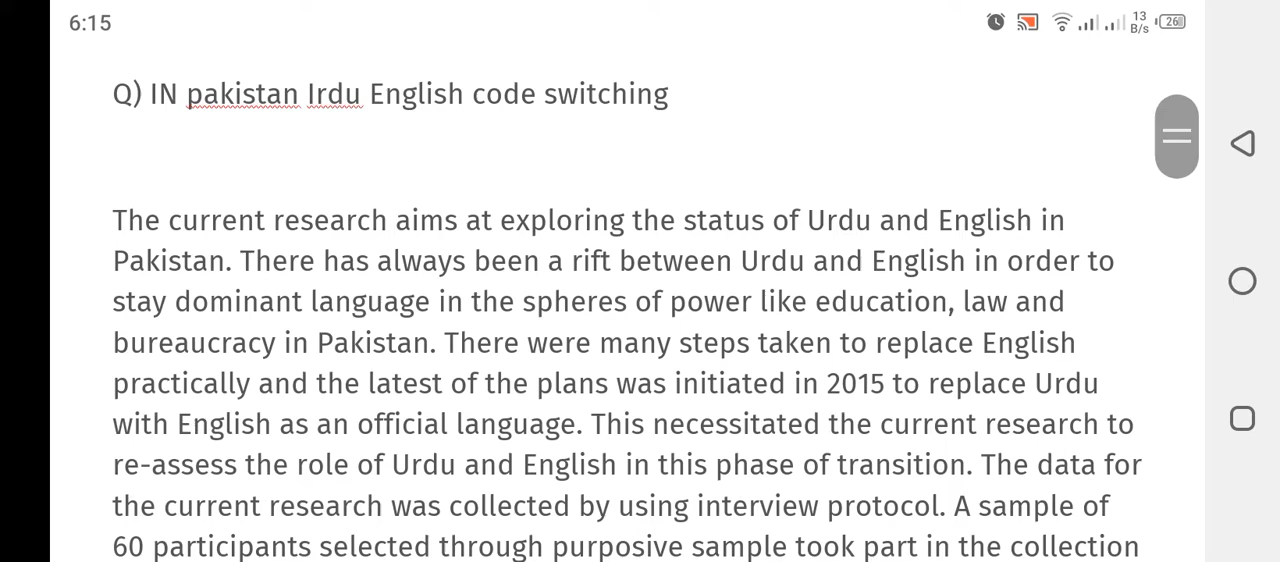 6:15
13
B/s
26
Q) IN pakistan Irdu English code switching
The current research aims at exploring the status of Urdu and English in
Pakistan. There has always been a rift between Urdu and English in order to
stay dominant language in the spheres of power like education, law and
bureaucracy in Pakistan. There were many steps taken to replace English
practically and the latest of the plans was initiated in 2015 to replace Urdu
with English as an official language. This necessitated the current research to
re-assess the role of Urdu and English in this phase of transition. The data for
the current research was collected by using interview protocol. A sample of
60 participants selected through purposive sample took part in the collection